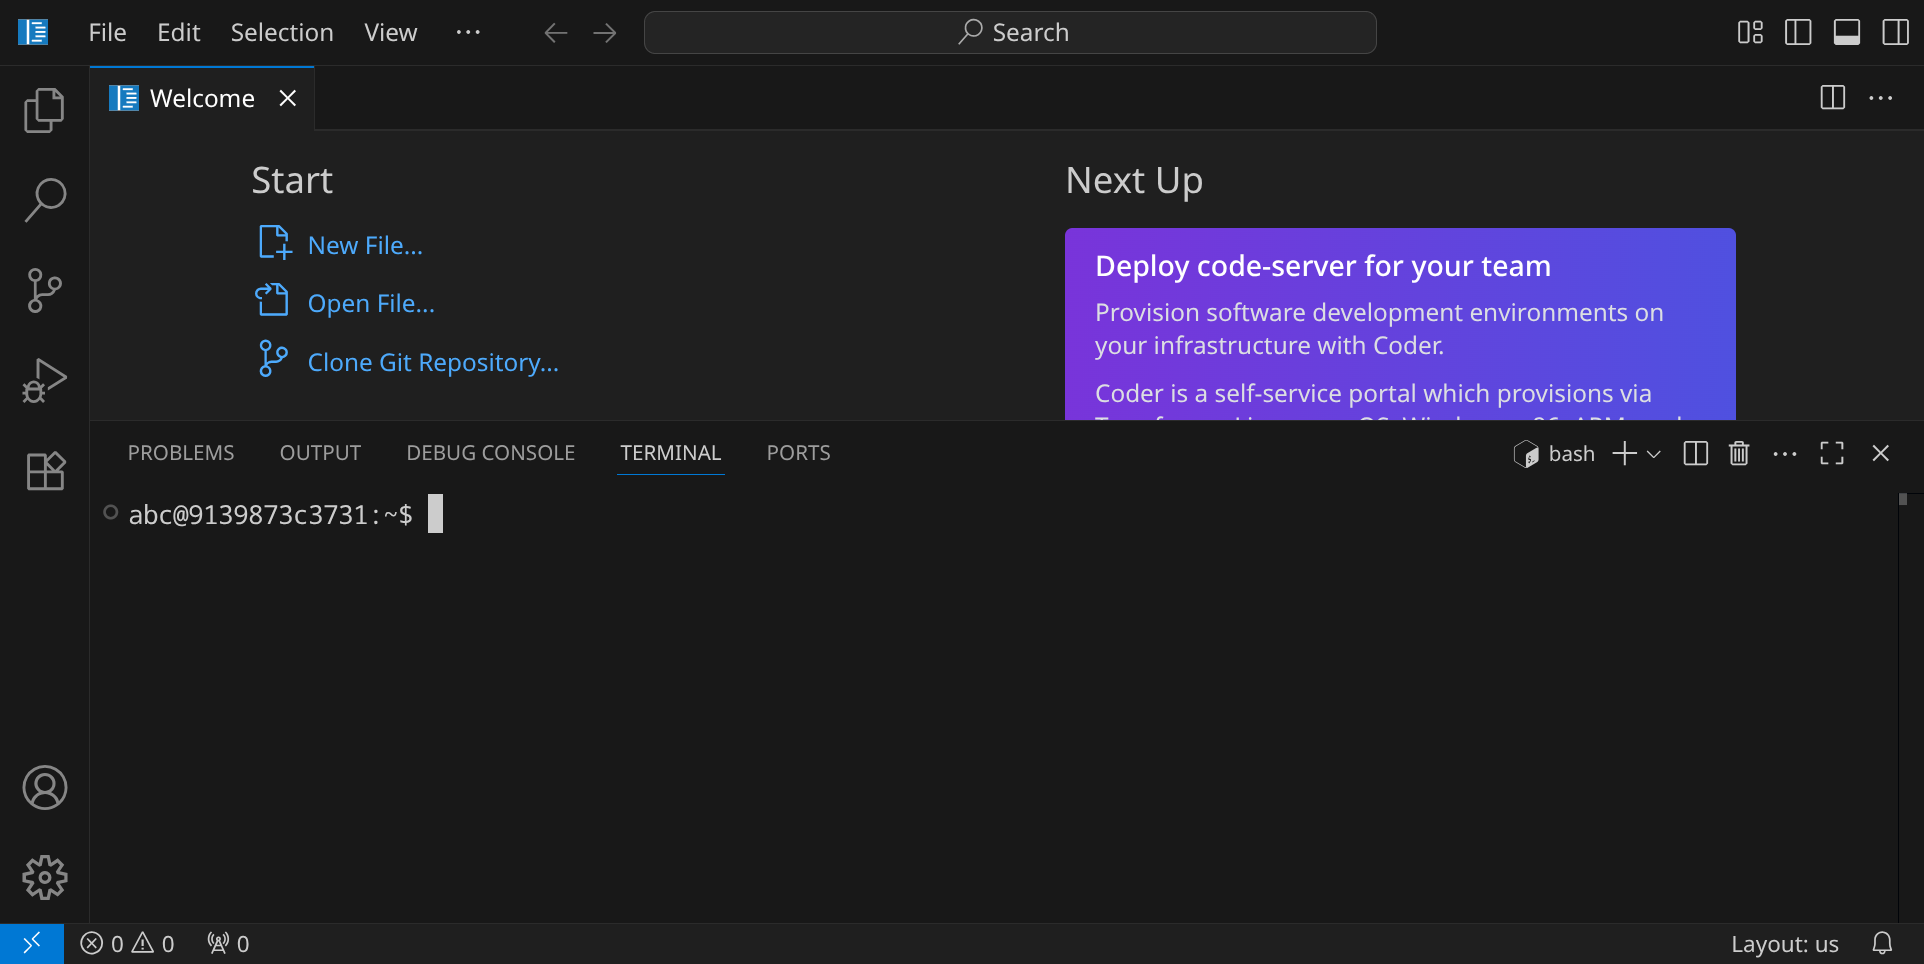 File Edit Selection View ···
Search
Welcome
Start
New File...
Open File...
Clone Git Repository...
Next Up
Deploy code-server for your team
Provision software development environments on
your infrastructure with Coder.
Coder is a self-service portal which provisions via
PROBLEMS OUTPUT DEBUG CONSOLE TERMINAL PORTS
bash
abc@9139873c3731:~$
0 0 0
Layout: us